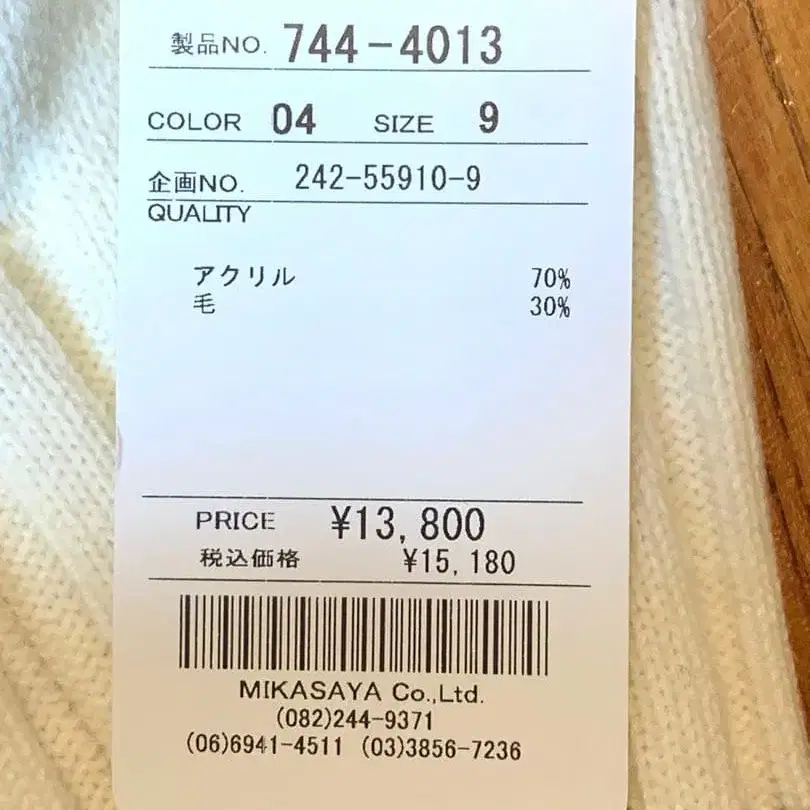 製品NO. 744-4013
COLOR 04 SIZE 9
企画NO. 242-55910-9
QUALITY
アクリル 70%
毛 30%
PRICE ¥13,800
税込価格 ¥15,180
MIKASAYA Co.,Ltd.
(082)244-9371
(06)6941-4511 (03)3856-7236